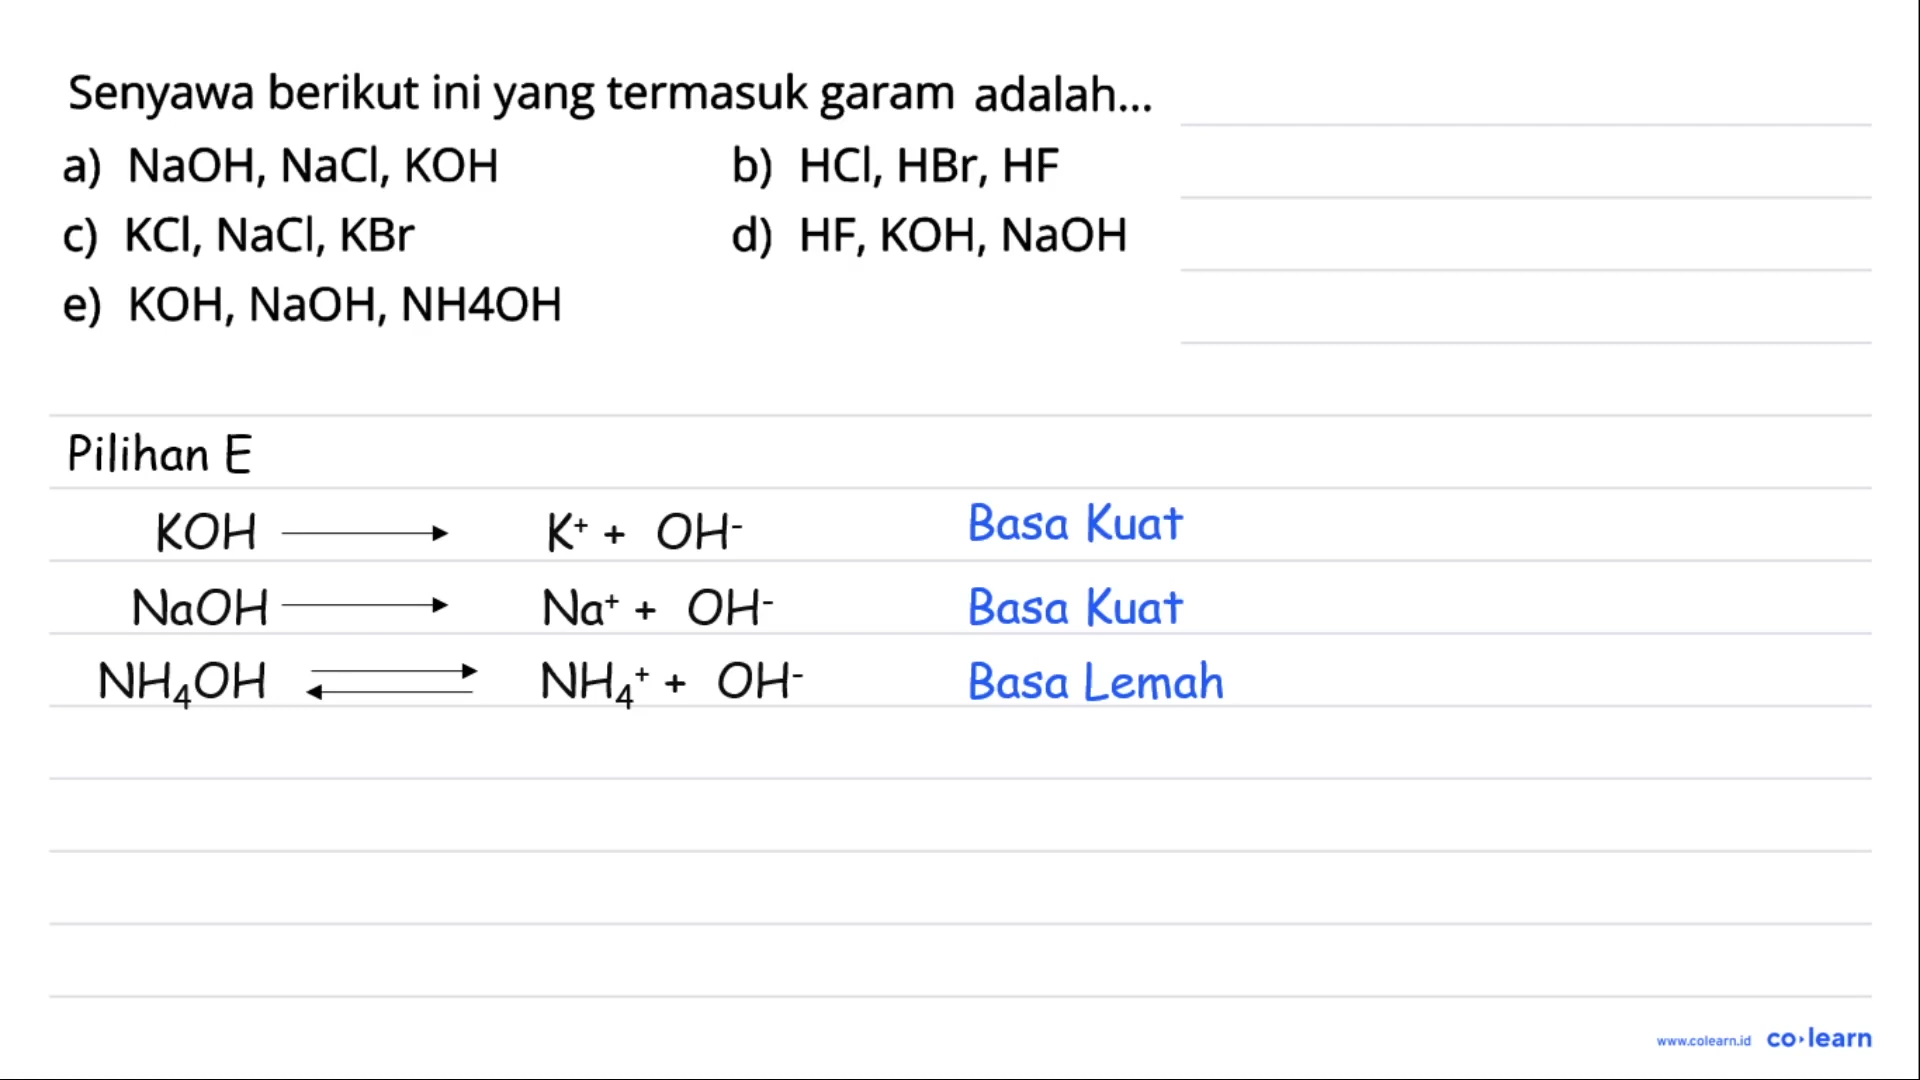 Senyawa berikut ini yang termasuk garam adalah...
a) NaOH, NaCl, KOH b) HCl, HBr, HF
c) KCl, NaCl, KBr d) HF, KOH, NaOH
e) KOH, NaOH, NH4OH
Pilihan E
KOH ⟶ K⁺ + OH⁻ Basa Kuat
NaOH ⟶ Na⁺ + OH⁻ Basa Kuat
NH₄OH ⇌ NH₄⁺ + OH⁻ Basa Lemah
www.colearn.id co·learn